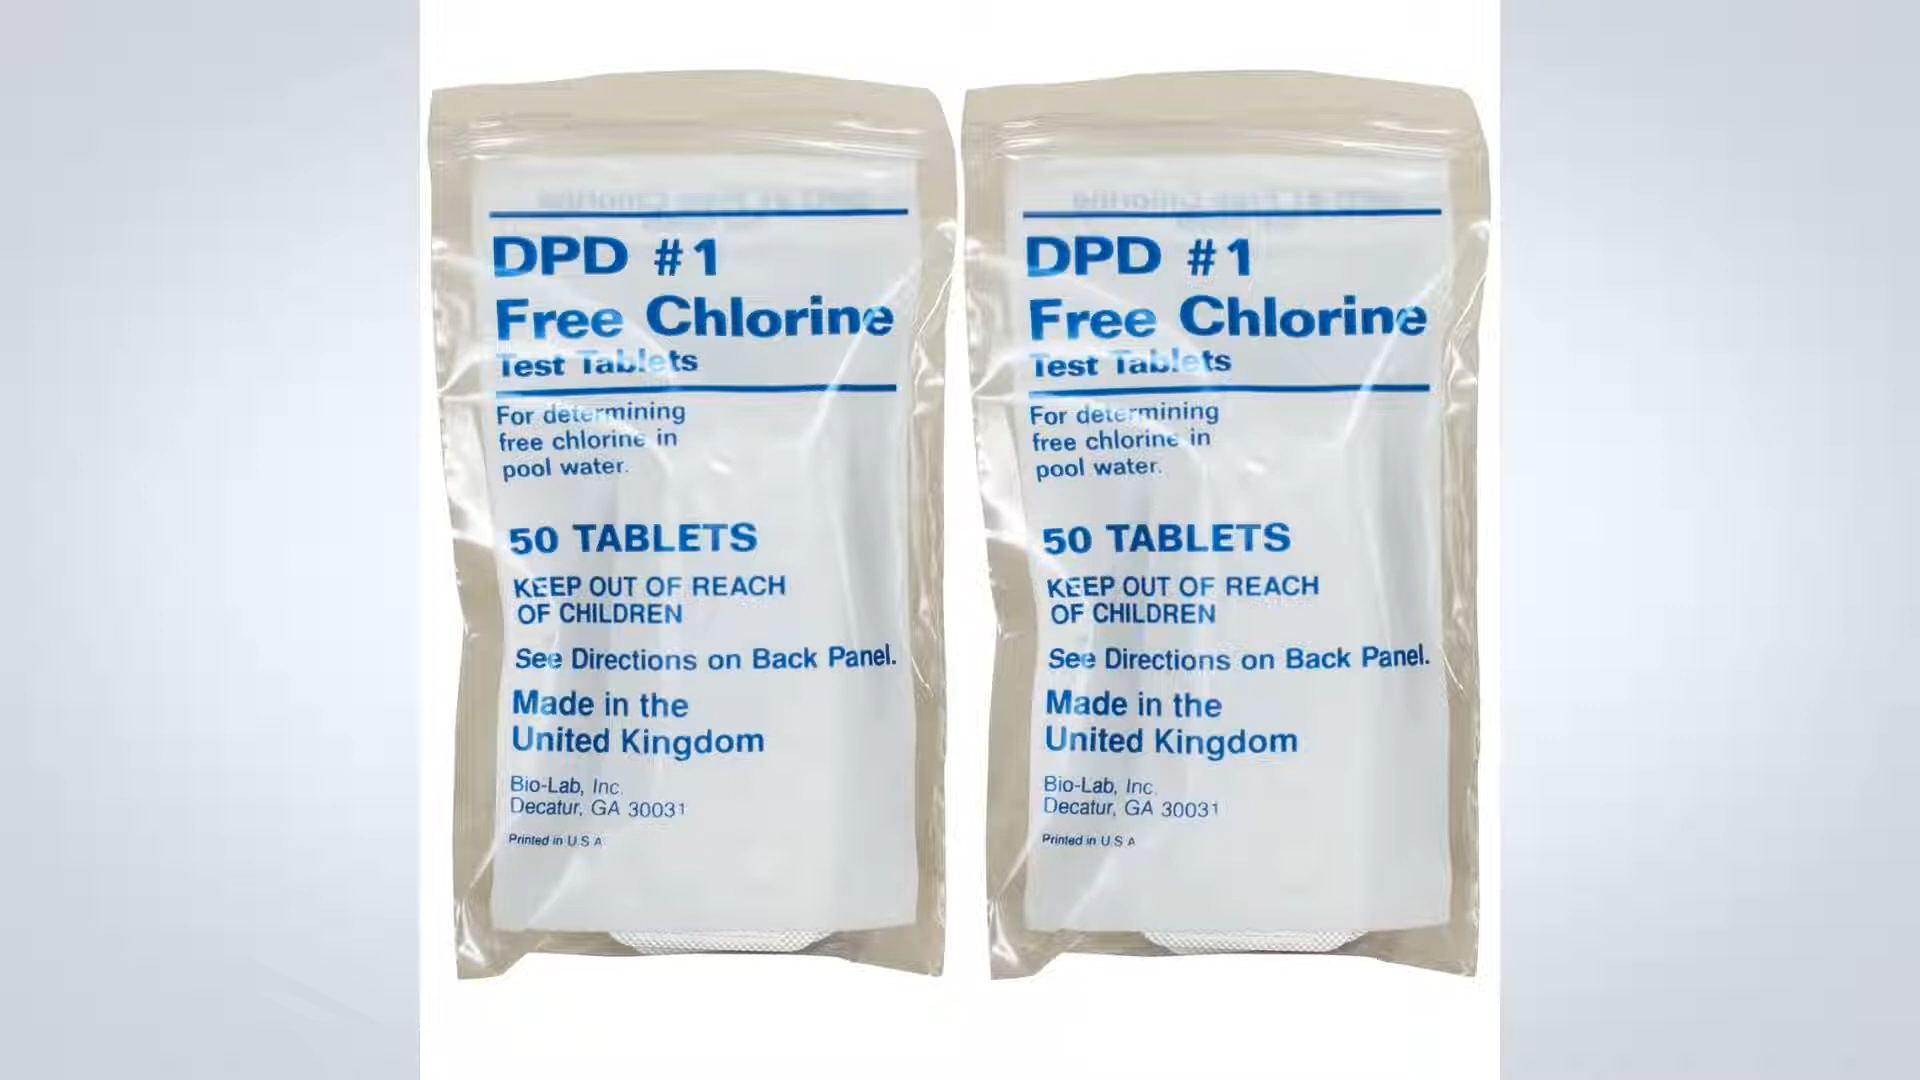 DPD #1
Free Chlorine
Test Tablets
For determining
free chlorine in
pool water.
50 TABLETS
KEEP OUT OF REACH
OF CHILDREN
See Directions on Back Panel.
Made in the
United Kingdom
Bio-Lab, Inc.
Decatur, GA 30031
Printed in U.S.A.
DPD #1
Free Chlorine
Test Tablets
For determining
free chlorine in
pool water.
50 TABLETS
KEEP OUT OF REACH
OF CHILDREN
See Directions on Back Panel.
Made in the
United Kingdom
Bio-Lab, Inc.
Decatur, GA 30031
Printed in U.S.A.